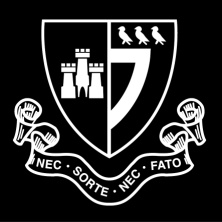 NEC · SORTE · NEC · FATO